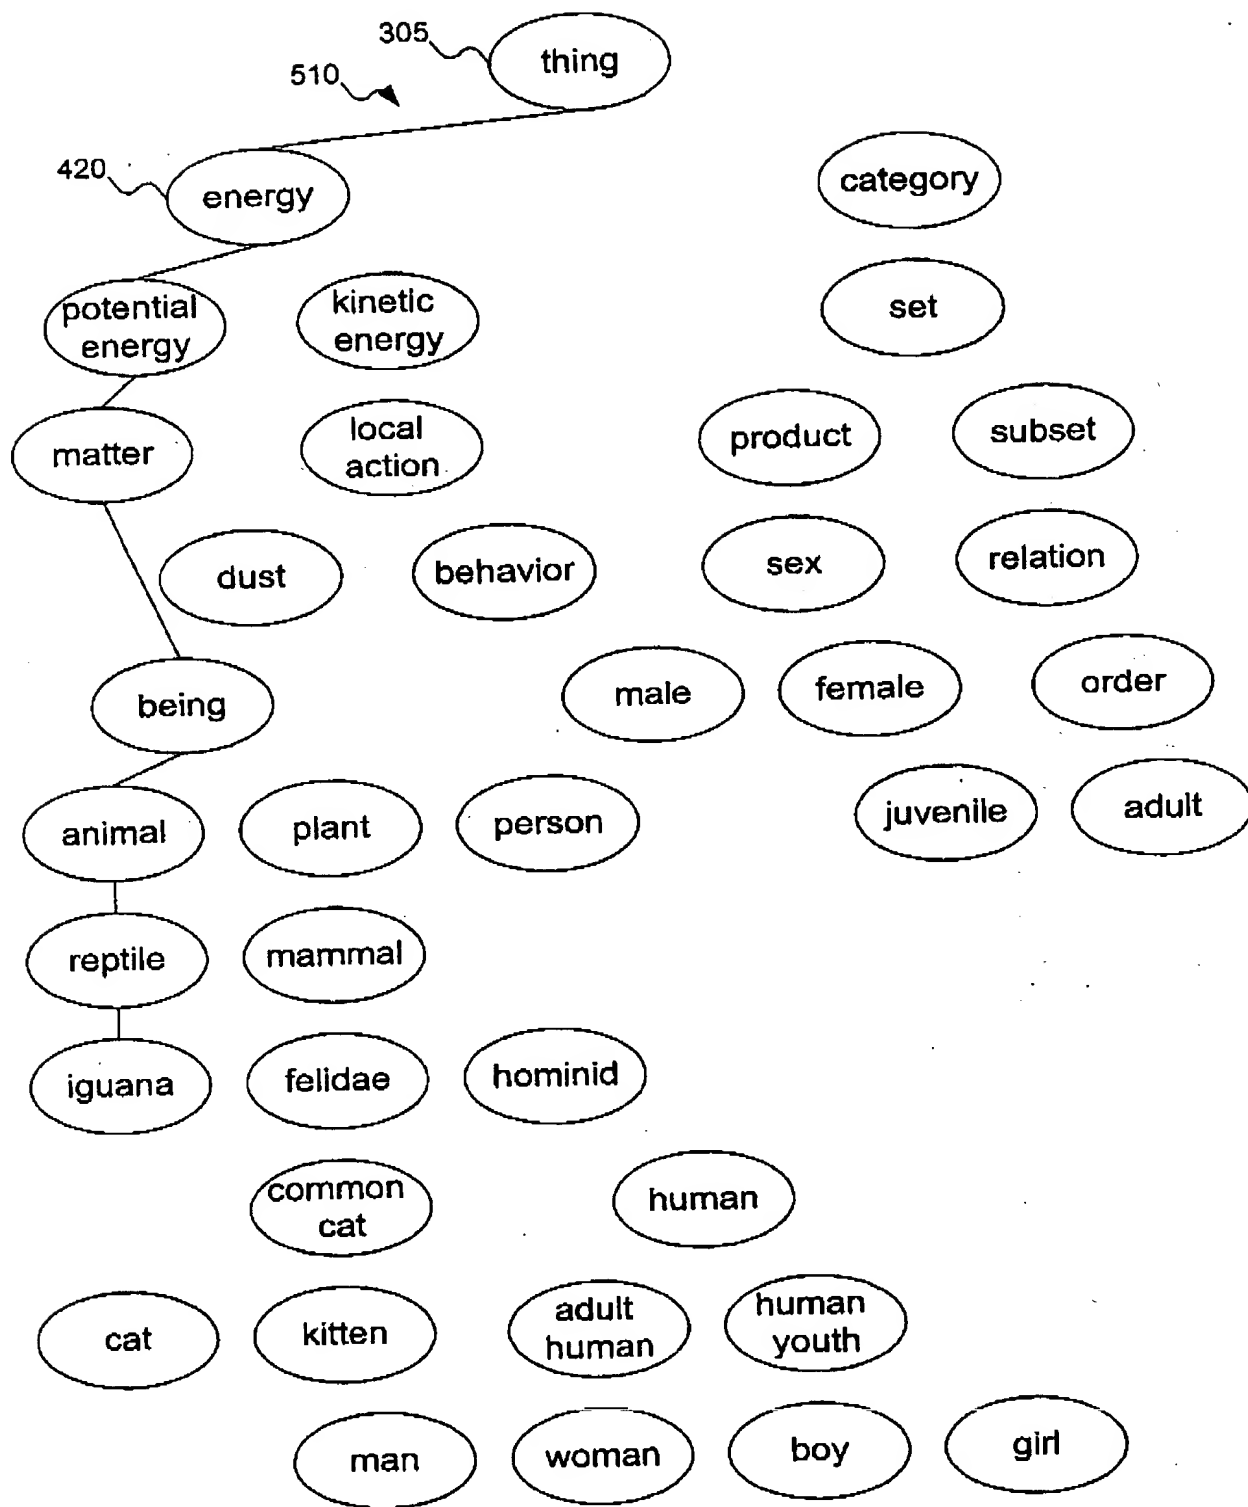 305
thing
510
420
energy
category
potential
energy
kinetic
energy
set
matter
local
action
product
subset
dust
behavior
sex
relation
being
male
female
order
animal
plant
person
juvenile
adult
reptile
mammal
iguana
felidae
hominid
common
cat
human
cat
kitten
adult
human
human
youth
man
woman
boy
girl